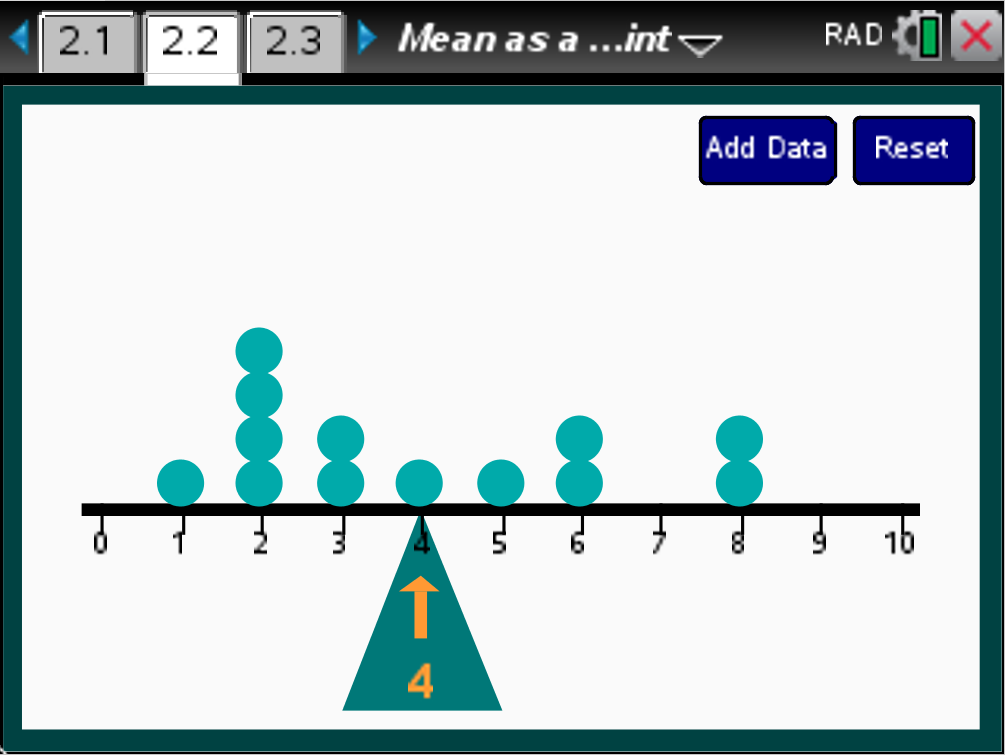 2.1 2.2 2.3 Mean as a ...int RAD
Add Data Reset
0 1 2 3 4 5 6 7 8 9 10
4